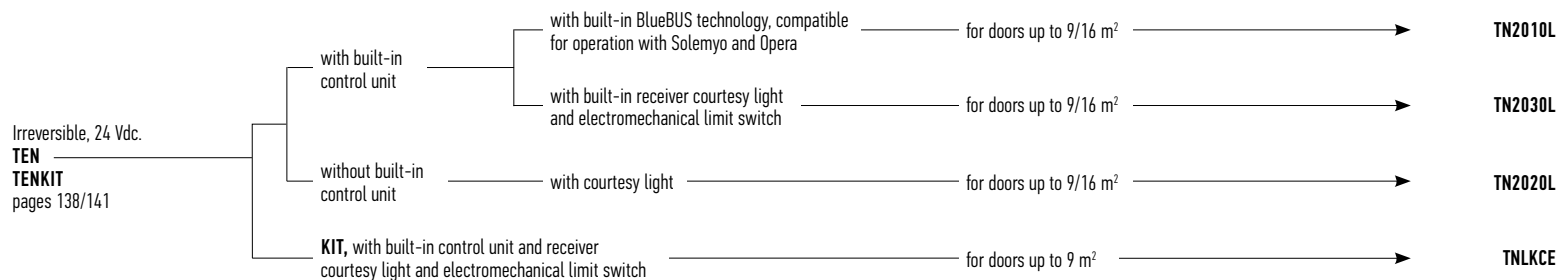 with built-in BlueBUS technology, compatible
for operation with Solemyo and Opera
for doors up to 9/16 m²
TN2010L
with built-in
control unit
with built-in receiver courtesy light
and electromechanical limit switch
for doors up to 9/16 m²
TN2030L
Irreversible, 24 Vdc.
TEN
TENKIT
pages 138/141
without built-in
control unit
with courtesy light
for doors up to 9/16 m²
TN2020L
KIT, with built-in control unit and receiver
courtesy light and electromechanical limit switch
for doors up to 9 m²
TNLKCE